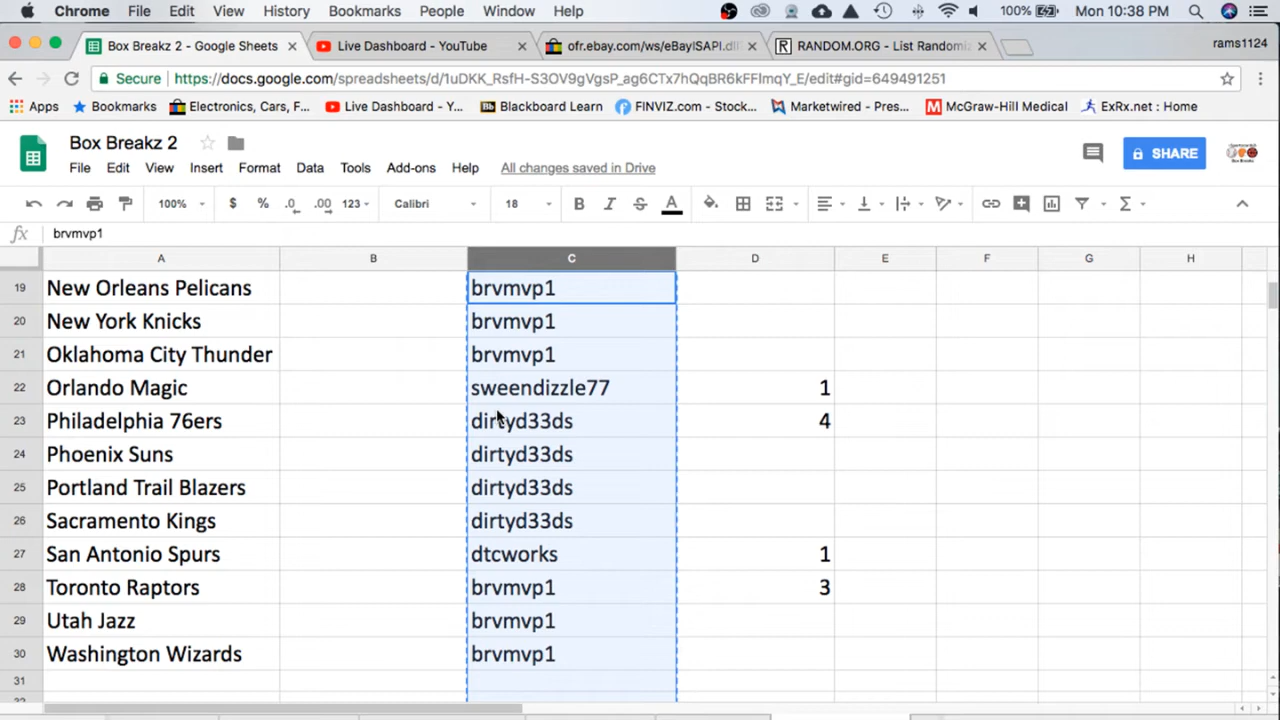 Chrome File Edit View History Bookmarks People Window Help 100% Mon 10:38 PM
Box Breakz 2 - Google Sheets Live Dashboard - YouTube ofr.ebay.com/ws/eBayISAPI.dl RANDOM.ORG - List Randomiz rams1124
Secure https://docs.google.com/spreadsheets/d/1uDKK_RsfH-S3OV9gVgsP_ag6CTx7hQqBR6kFFImqY_E/edit#gid=649491251
Apps Bookmarks Electronics, Cars, F... Live Dashboard - Y... Bb Blackboard Learn FINVIZ.com - Stock... Marketwired - Pres... M McGraw-Hill Medical ExRx.net : Home
Box Breakz 2
SHARE
File Edit View Insert Format Data Tools Add-ons Help All changes saved in Drive
100% $ % .0 .00 123 Calibri 18 B I S A
fx brvmvp1
A B C D E F G H
19 New Orleans Pelicans brvmvp1
20 New York Knicks brvmvp1
21 Oklahoma City Thunder brvmvp1
22 Orlando Magic sweendizzle77 1
23 Philadelphia 76ers dirtyd33ds 4
24 Phoenix Suns dirtyd33ds
25 Portland Trail Blazers dirtyd33ds
26 Sacramento Kings dirtyd33ds
27 San Antonio Spurs dtcworks 1
28 Toronto Raptors brvmvp1 3
29 Utah Jazz brvmvp1
30 Washington Wizards brvmvp1
31